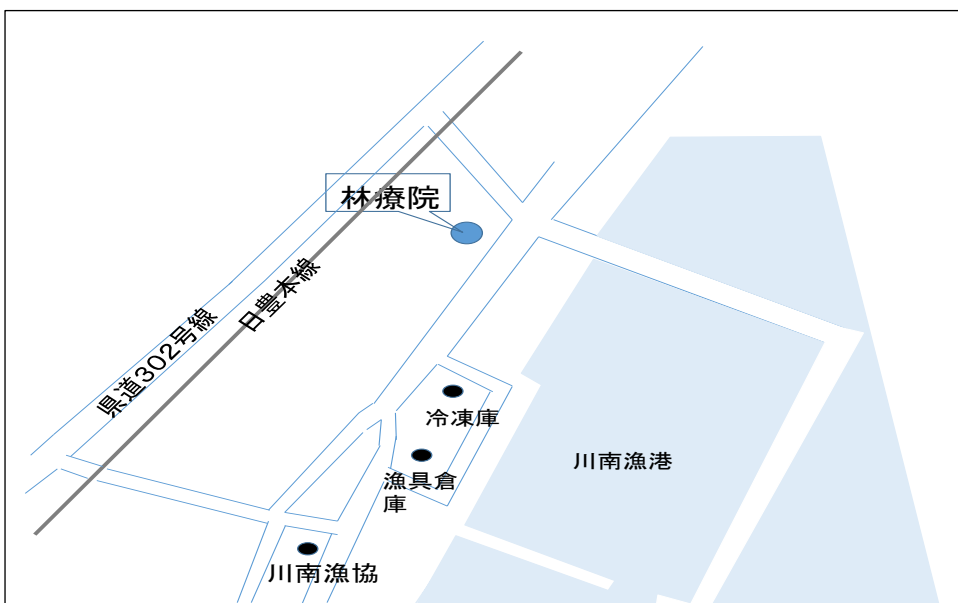 林療院
日豊本線
県道302号線
冷凍庫
漁具倉
庫
川南漁港
川南漁協